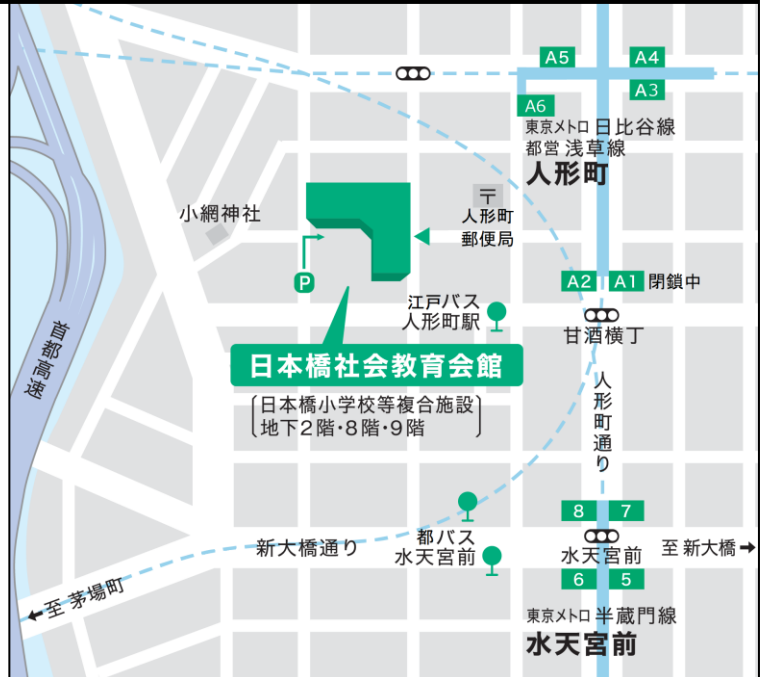 A5
A4
A3
A6
東京メトロ 日比谷線
都営 浅草線
人形町
〒
人形町
郵便局
小網神社
P
A2
A1
閉鎖中
江戸バス
人形町駅
甘酒横丁
首都高速
日本橋社会教育会館
日本橋小学校等複合施設
地下2階・8階・9階
人形町通り
8
7
都バス
水天宮前
新大橋通り
水天宮前
至 新大橋→
6
5
←至 茅場町
東京メトロ 半蔵門線
水天宮前